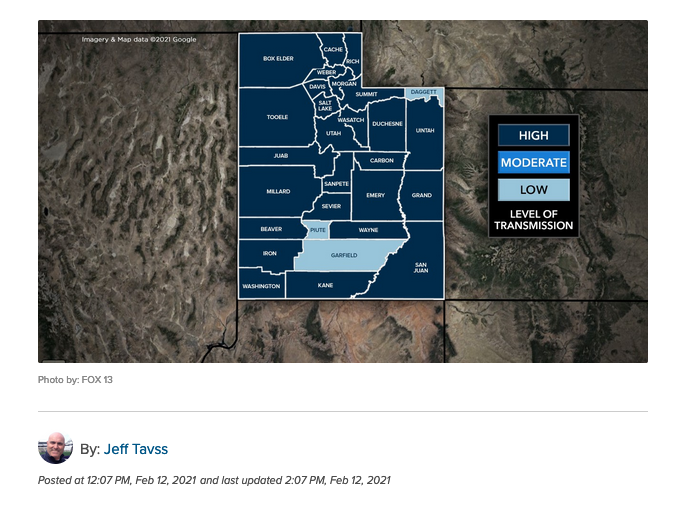 Imagery & Map data ©2021 Google
CACHE
BOX ELDER
RICH
WEBER
MORGAN
DAVIS
SUMMIT
DAGGETT
SALT
LAKE
TOOELE
WASATCH
DUCHESNE
UINTAH
UTAH
JUAB
CARBON
SANPETE
MILLARD
EMERY
GRAND
SEVIER
BEAVER
PIUTE
WAYNE
IRON
GARFIELD
SAN
JUAN
WASHINGTON
KANE
HIGH
MODERATE
LOW
LEVEL OF
TRANSMISSION
Photo by: FOX 13
By: Jeff Tavss
Posted at 12:07 PM, Feb 12, 2021 and last updated 2:07 PM, Feb 12, 2021